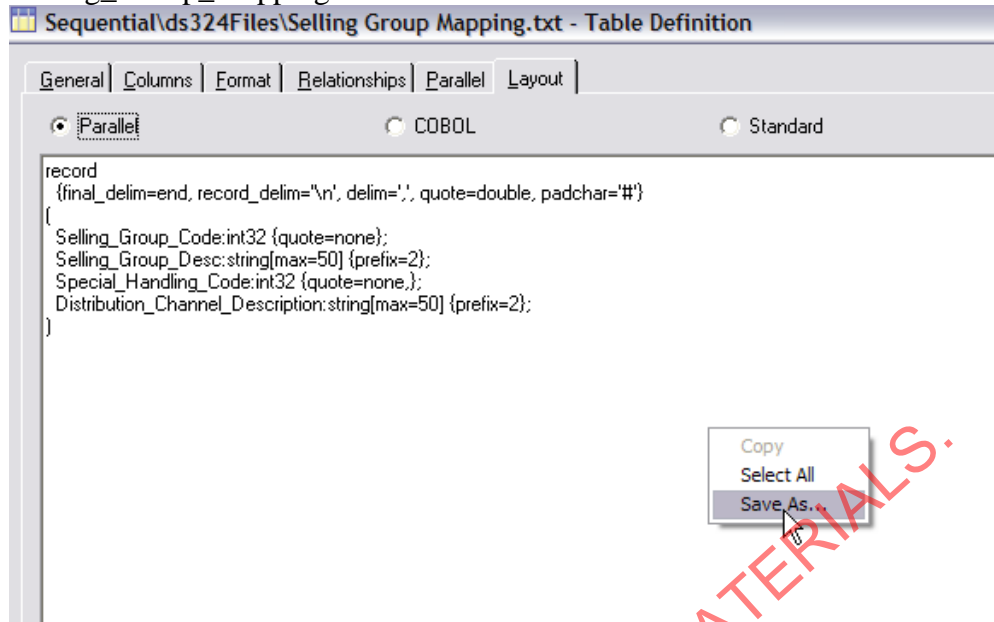 Sequential\ds324Files\Selling Group Mapping.txt - Table Definition
General Columns Format Relationships Parallel Layout
Parallel COBOL Standard
record
{final_delim=end, record_delim='\n', delim=',', quote=double, padchar='#'}
(
Selling_Group_Code:int32 {quote=none};
Selling_Group_Desc:string[max=50] {prefix=2};
Special_Handling_Code:int32 {quote=none,};
Distribution_Channel_Description:string[max=50] {prefix=2};
)
Copy
Select All
Save As...
MATERIALS.